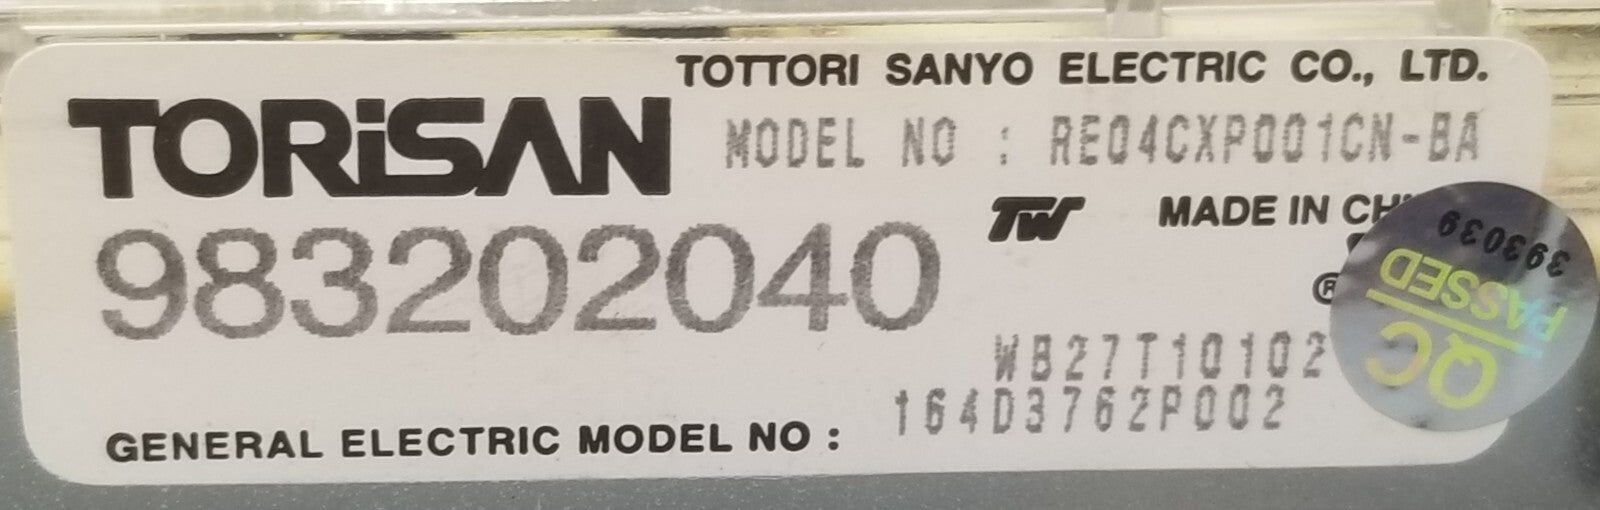 TOTTORI SANYO ELECTRIC CO., LTD.
TORiSAN
MODEL NO : RE04CXP001CN-BA
TW MADE IN
983202040
®
WB27T10102
164D3762P002
GENERAL ELECTRIC MODEL NO :
393039
PASSED
QC